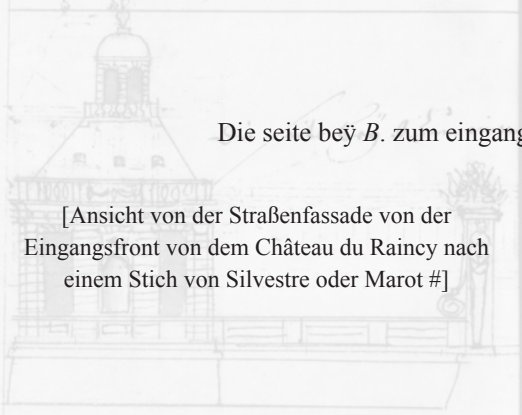 Die seite beÿ B. zum eingang
[Ansicht von der Straßenfassade von der
Eingangsfront von dem Château du Raincy nach
einem Stich von Silvestre oder Marot #]